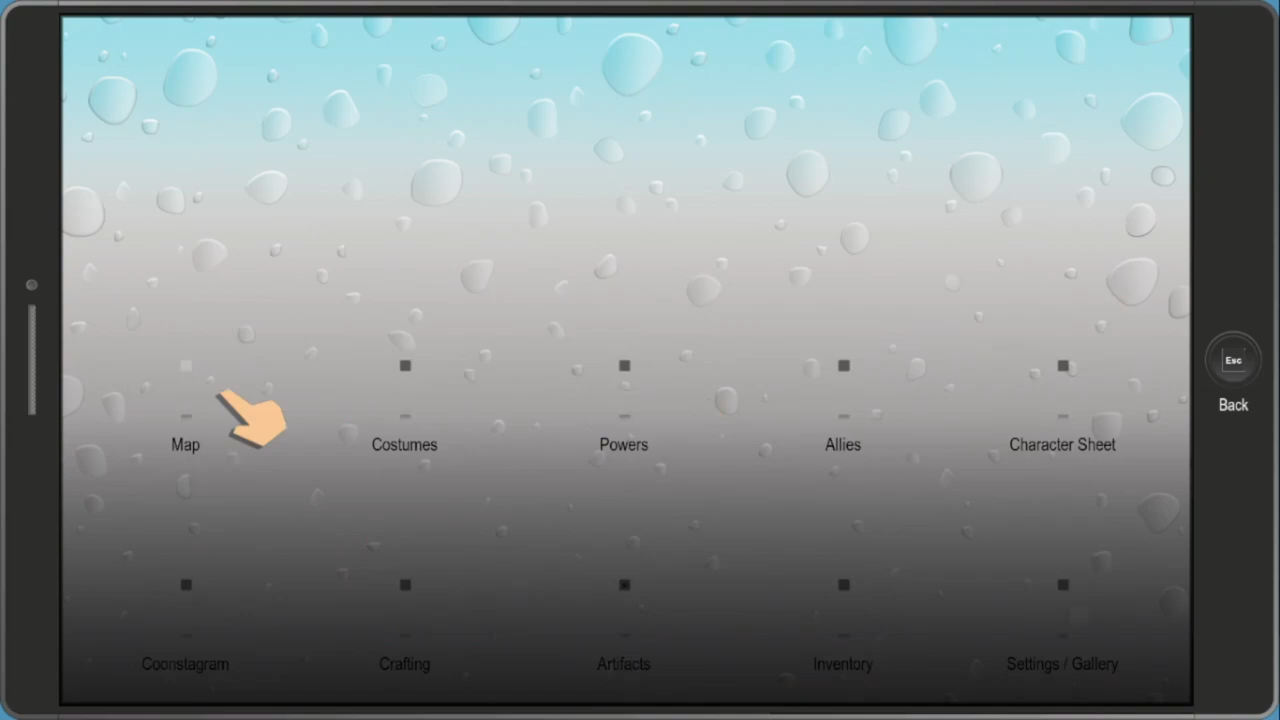 Esc
Back
Map
Costumes
Powers
Allies
Character Sheet
Coonstagram
Crafting
Artifacts
Inventory
Settings / Gallery